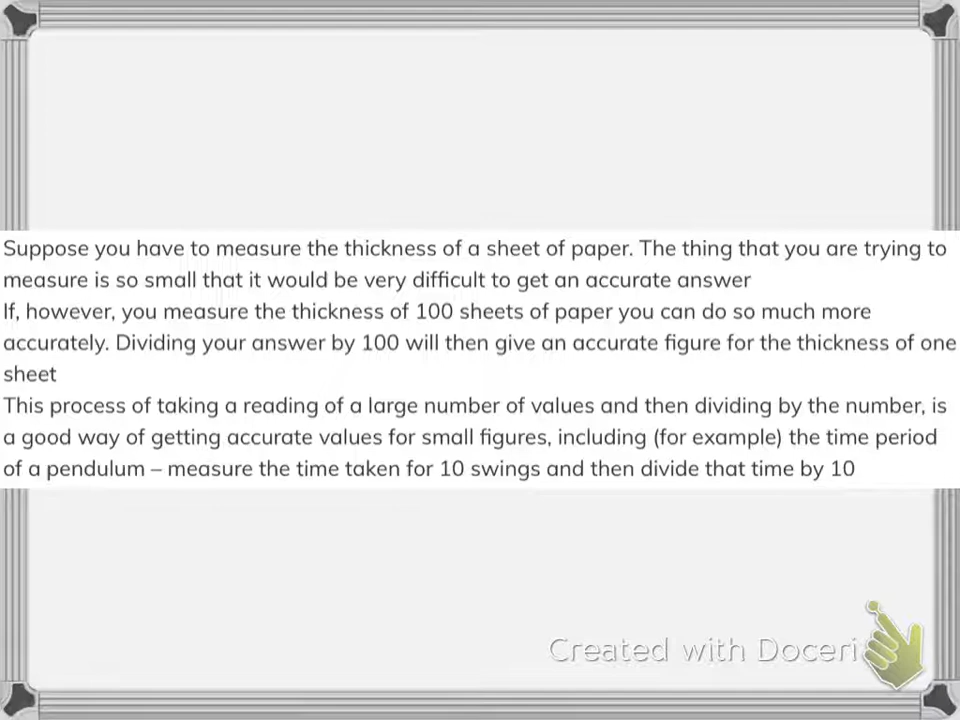 Suppose you have to measure the thickness of a sheet of paper. The thing that you are trying to
measure is so small that it would be very difficult to get an accurate answer
If, however, you measure the thickness of 100 sheets of paper you can do so much more
accurately. Dividing your answer by 100 will then give an accurate figure for the thickness of one
sheet
This process of taking a reading of a large number of values and then dividing by the number, is
a good way of getting accurate values for small figures, including (for example) the time period
of a pendulum – measure the time taken for 10 swings and then divide that time by 10
Created with Doceri